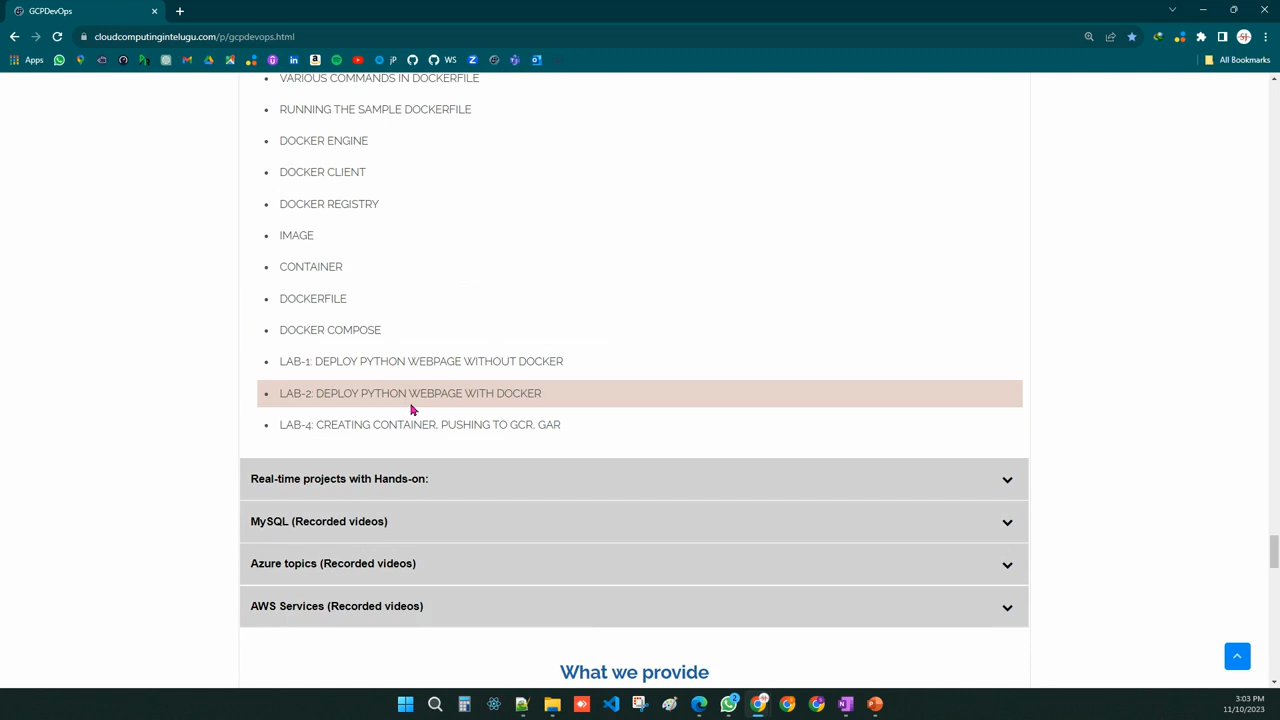 GCPDevOps
cloudcomputingintelugu.com/p/gcpdevops.html
Apps
jP
WS
All Bookmarks
VARIOUS COMMANDS IN DOCKERFILE
RUNNING THE SAMPLE DOCKERFILE
DOCKER ENGINE
DOCKER CLIENT
DOCKER REGISTRY
IMAGE
CONTAINER
DOCKERFILE
DOCKER COMPOSE
LAB-1: DEPLOY PYTHON WEBPAGE WITHOUT DOCKER
LAB-2: DEPLOY PYTHON WEBPAGE WITH DOCKER
LAB-4: CREATING CONTAINER, PUSHING TO GCR, GAR
Real-time projects with Hands-on:
MySQL (Recorded videos)
Azure topics (Recorded videos)
AWS Services (Recorded videos)
What we provide
3:03 PM
11/10/2023